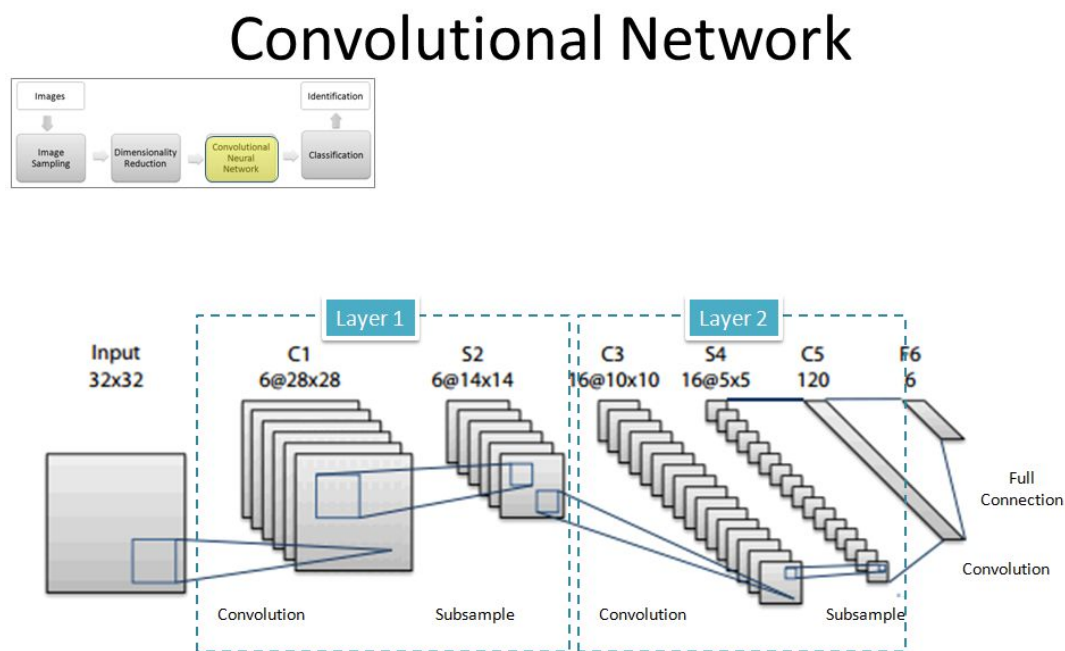 Convolutional Network
Images
Identification
Image
Sampling
Dimensionality
Reduction
Convolutional
Neural
Network
Classification
Layer 1
Layer 2
Input
32x32
C1
6@28x28
S2
6@14x14
C3
16@10x10
S4
16@5x5
C5
120
F6
6
Full
Connection
Convolution
Convolution
Subsample
Convolution
Subsample